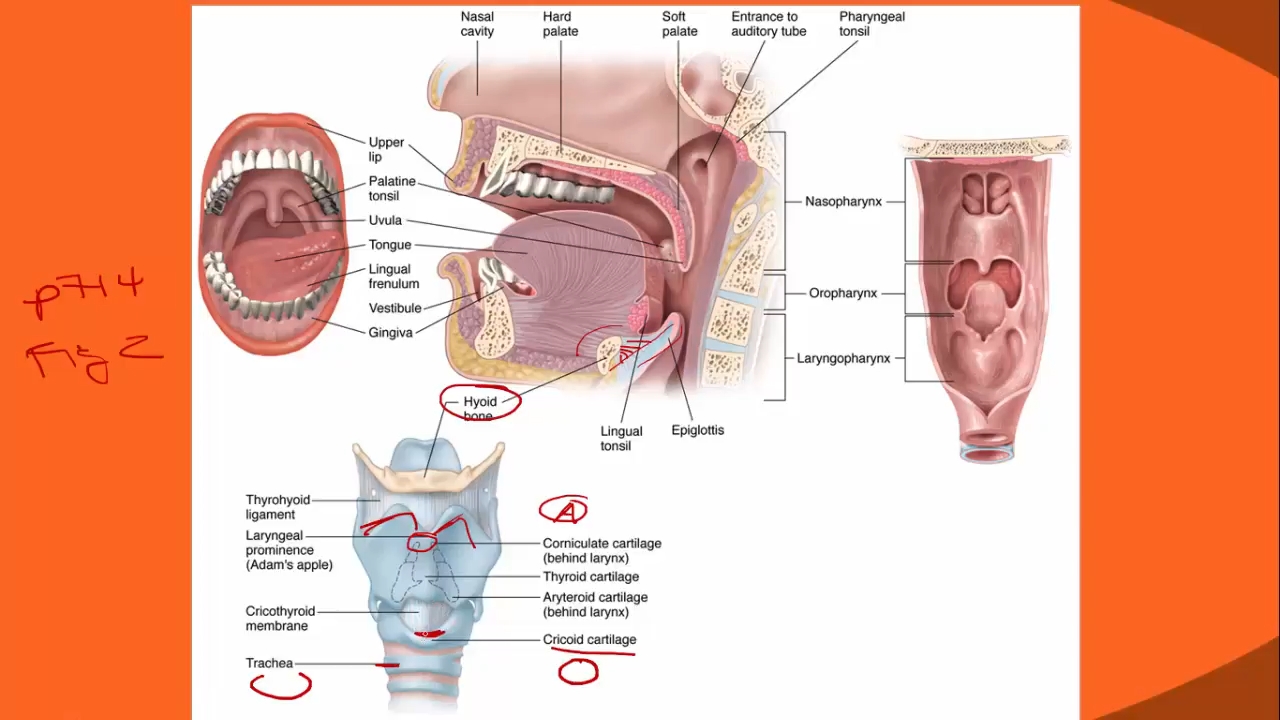 Nasal
cavity
Hard
palate
Soft
palate
Entrance to
auditory tube
Pharyngeal
tonsil
Upper
lip
Palatine
tonsil
Uvula
Tongue
Lingual
frenulum
Vestibule
Gingiva
Nasopharynx
Oropharynx
Laryngopharynx
p714
Fig 2
Hyoid
bone
Lingual
tonsil
Epiglottis
Thyrohyoid
ligament
Laryngeal
prominence
(Adam's apple)
Cricothyroid
membrane
Trachea
A
Corniculate cartilage
(behind larynx)
Thyroid cartilage
Aryteroid cartilage
(behind larynx)
Cricoid cartilage